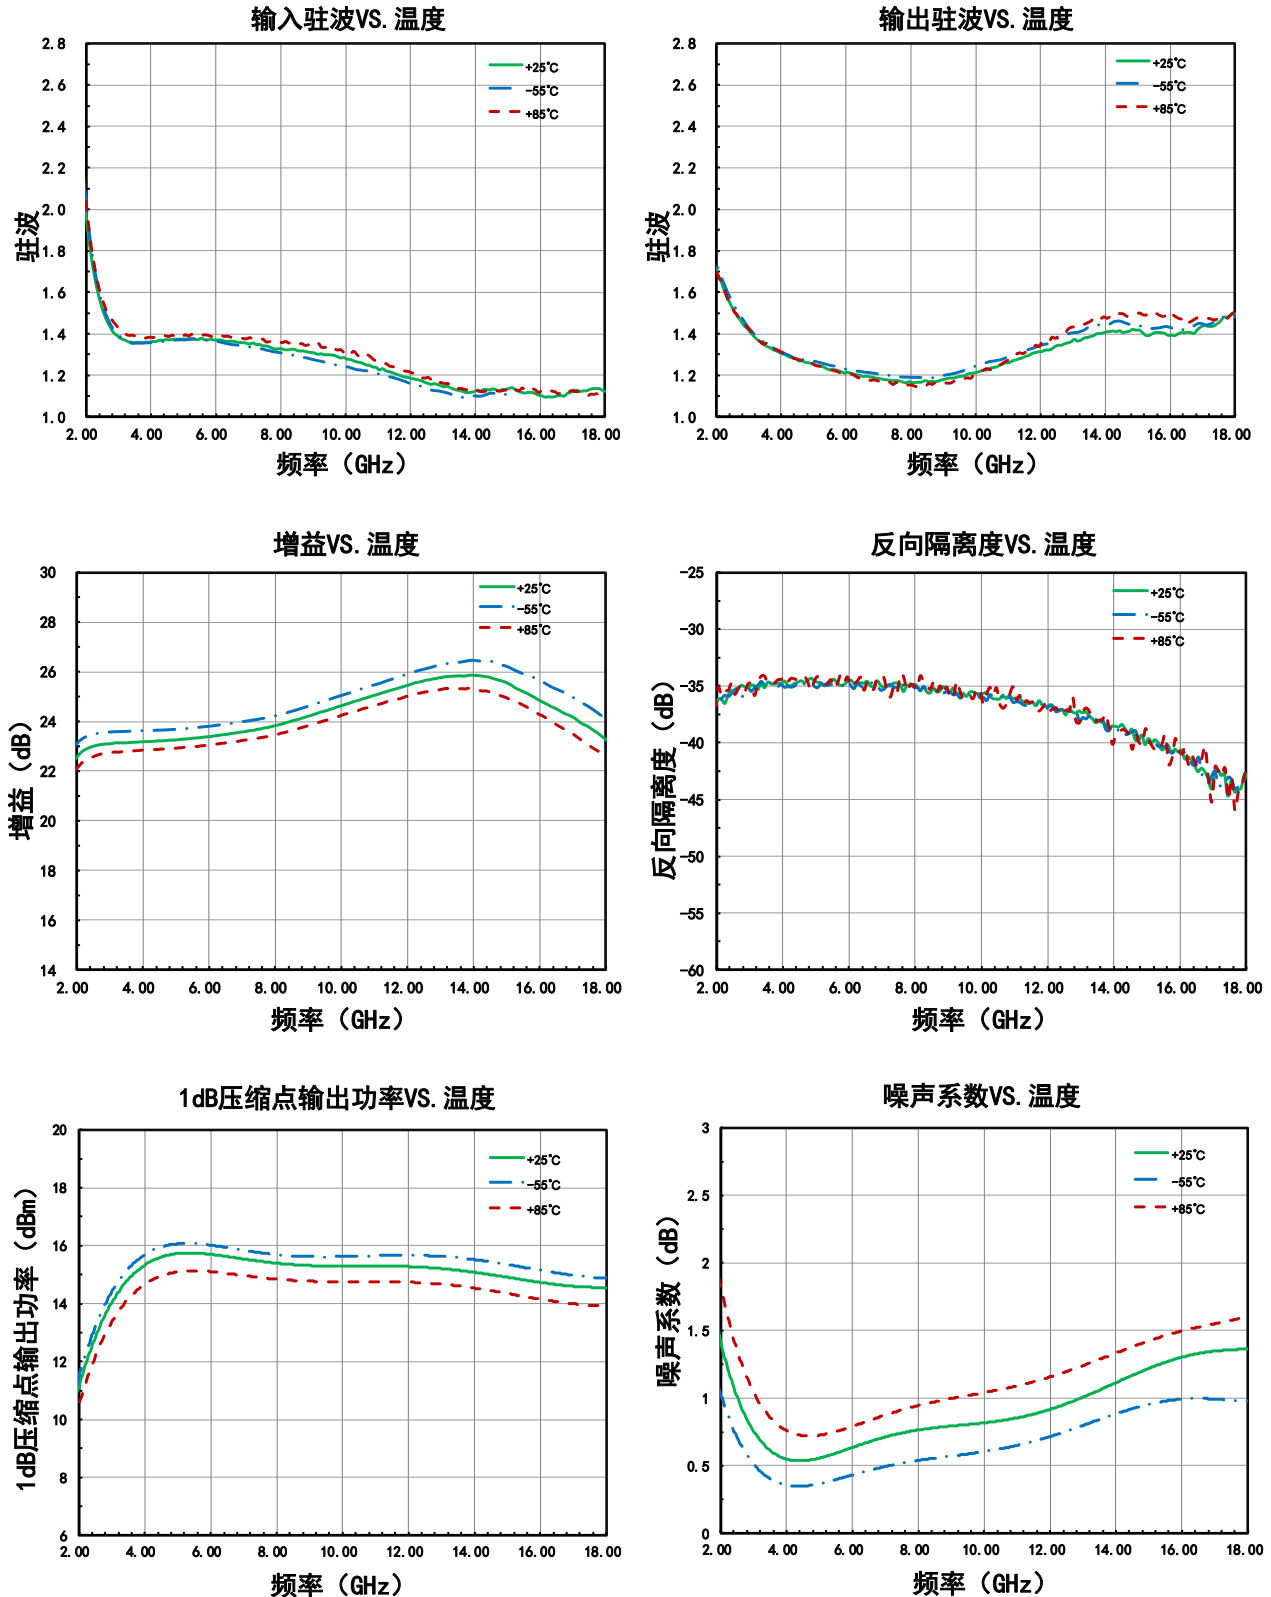 输入驻波VS.温度
2.8
2.6
2.4
2.2
2.0
1.8
1.6
1.4
1.2
1.0
驻波
+25℃
-55℃
+85℃
2.00 4.00 6.00 8.00 10.00 12.00 14.00 16.00 18.00
频率（GHz）
输出驻波VS.温度
2.8
2.6
2.4
2.2
2.0
1.8
1.6
1.4
1.2
1.0
驻波
+25℃
-55℃
+85℃
2.00 4.00 6.00 8.00 10.00 12.00 14.00 16.00 18.00
频率（GHz）
增益VS.温度
30
28
26
24
22
20
18
16
14
增益（dB）
+25℃
-55℃
+85℃
2.00 4.00 6.00 8.00 10.00 12.00 14.00 16.00 18.00
频率（GHz）
反向隔离度VS.温度
-25
-30
-35
-40
-45
-50
-55
-60
反向隔离度（dB）
+25℃
-55℃
+85℃
2.00 4.00 6.00 8.00 10.00 12.00 14.00 16.00 18.00
频率（GHz）
1dB压缩点输出功率VS.温度
20
18
16
14
12
10
8
6
1dB压缩点输出功率（dBm）
+25℃
-55℃
+85℃
2.00 4.00 6.00 8.00 10.00 12.00 14.00 16.00 18.00
频率（GHz）
噪声系数VS.温度
3
2.5
2
1.5
1
0.5
0
噪声系数（dB）
+25℃
-55℃
+85℃
2.00 4.00 6.00 8.00 10.00 12.00 14.00 16.00 18.00
频率（GHz）